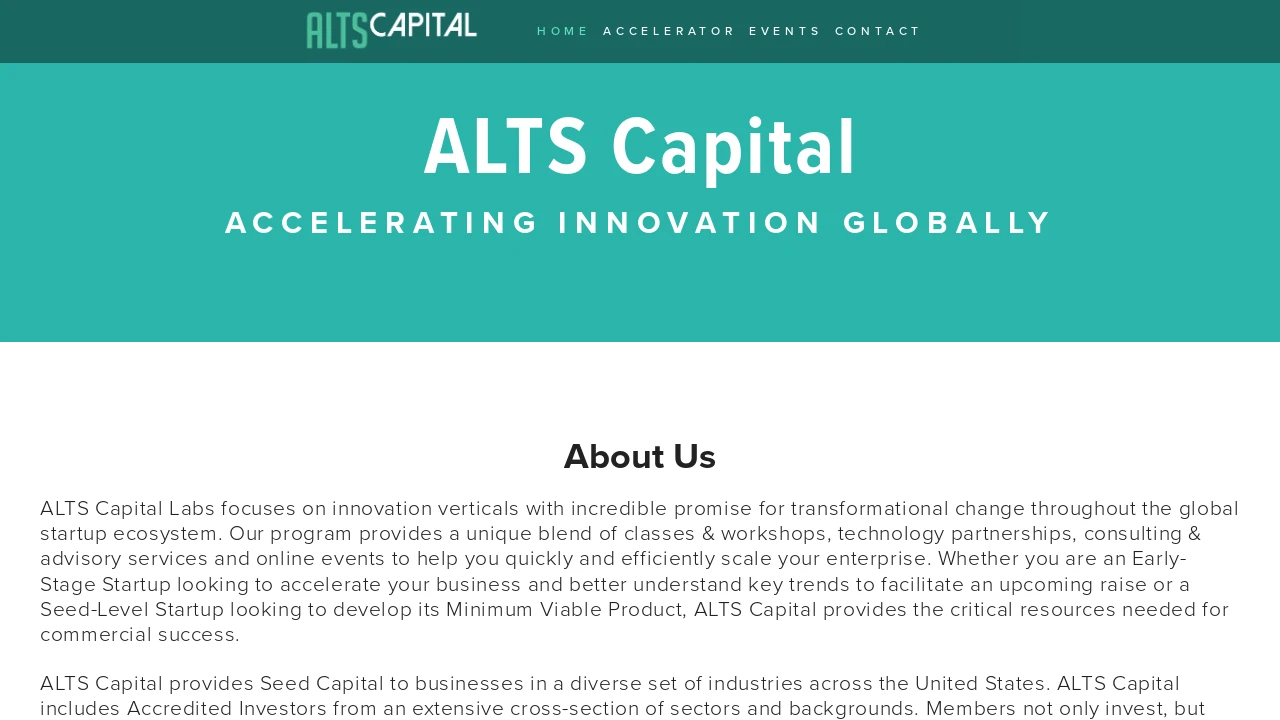 ALTSCAPITAL
HOME ACCELERATOR EVENTS CONTACT
ALTS Capital
ACCELERATING INNOVATION GLOBALLY
About Us
ALTS Capital Labs focuses on innovation verticals with incredible promise for transformational change throughout the global
startup ecosystem. Our program provides a unique blend of classes & workshops, technology partnerships, consulting &
advisory services and online events to help you quickly and efficiently scale your enterprise. Whether you are an Early-
Stage Startup looking to accelerate your business and better understand key trends to facilitate an upcoming raise or a
Seed-Level Startup looking to develop its Minimum Viable Product, ALTS Capital provides the critical resources needed for
commercial success.
ALTS Capital provides Seed Capital to businesses in a diverse set of industries across the United States. ALTS Capital
includes Accredited Investors from an extensive cross-section of sectors and backgrounds. Members not only invest, but